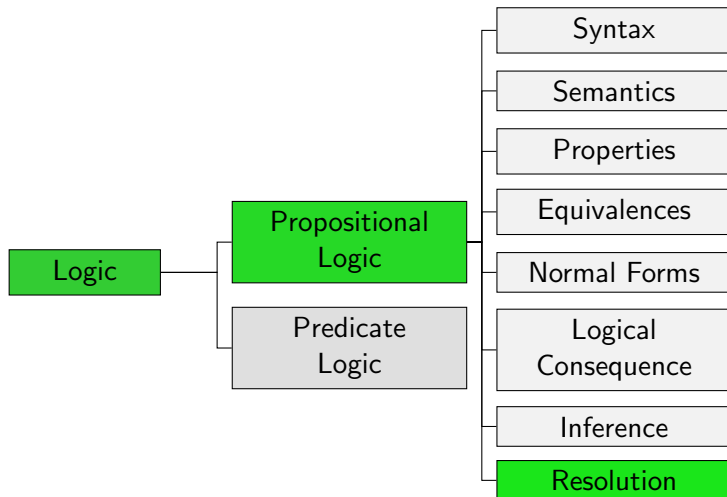 Logic
Propositional
Logic
Predicate
Logic
Syntax
Semantics
Properties
Equivalences
Normal Forms
Logical
Consequence
Inference
Resolution